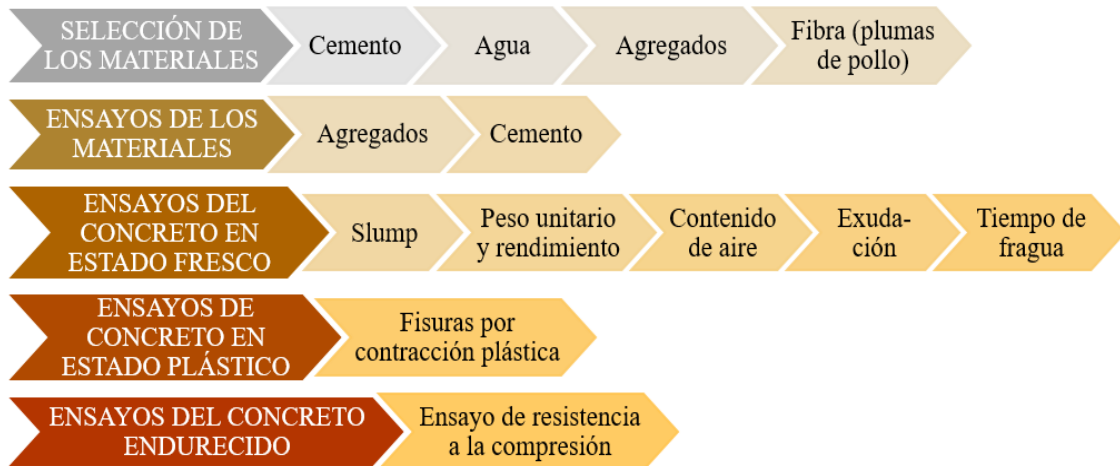 SELECCIÓN DE
LOS MATERIALES
Cemento
Agua
Agregados
Fibra (plumas
de pollo)
ENSAYOS DE LOS
MATERIALES
Agregados
Cemento
ENSAYOS DEL
CONCRETO EN
ESTADO FRESCO
Slump
Peso unitario
y rendimiento
Contenido
de aire
Exuda-
ción
Tiempo de
fragua
ENSAYOS DE
CONCRETO EN
ESTADO PLÁSTICO
Fisuras por
contracción plástica
ENSAYOS DEL CONCRETO
ENDURECIDO
Ensayo de resistencia
a la compresión